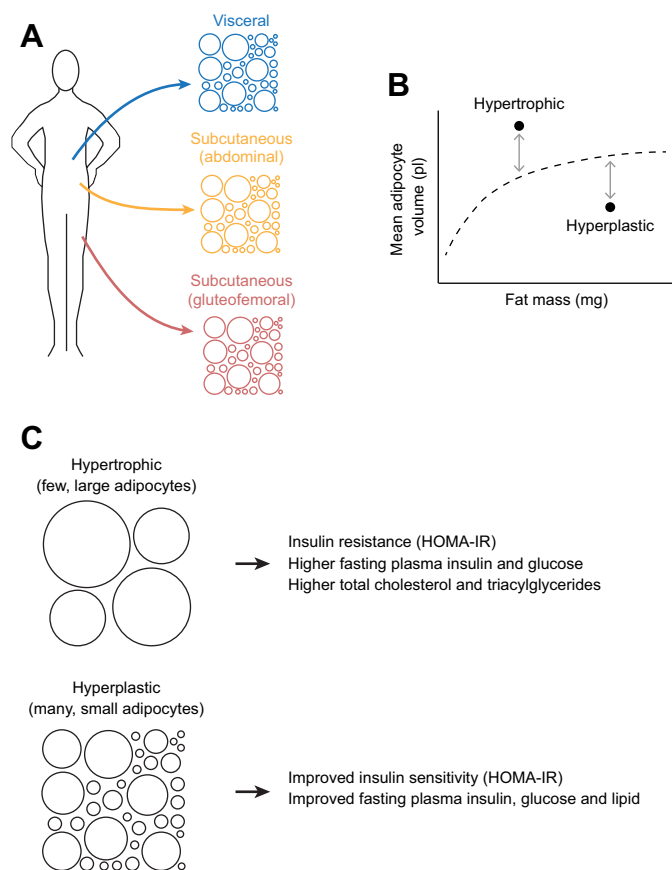 A
Visceral
Subcutaneous
(abdominal)
Subcutaneous
(gluteofemoral)
B
Hypertrophic
Hyperplastic
Mean adipocyte
volume (pl)
Fat mass (mg)
C
Hypertrophic
(few, large adipocytes)
Insulin resistance (HOMA-IR)
Higher fasting plasma insulin and glucose
Higher total cholesterol and triacylglycerides
Hyperplastic
(many, small adipocytes)
Improved insulin sensitivity (HOMA-IR)
Improved fasting plasma insulin, glucose and lipid